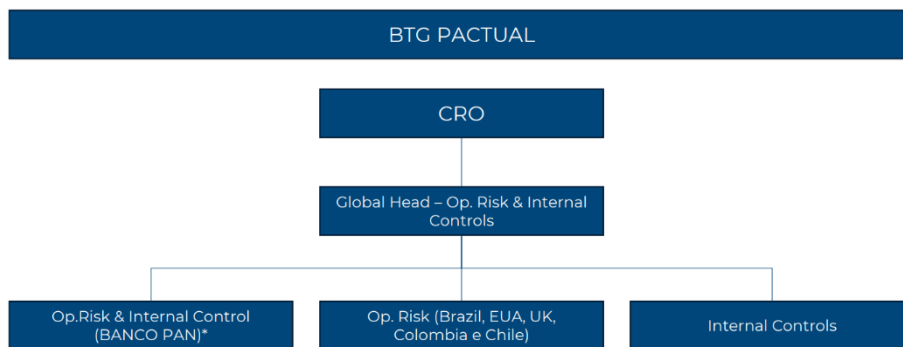 BTG PACTUAL
CRO
Global Head – Op. Risk & Internal
Controls
Op.Risk & Internal Control
(BANCO PAN)*
Op. Risk (Brazil, EUA, UK,
Colombia e Chile)
Internal Controls